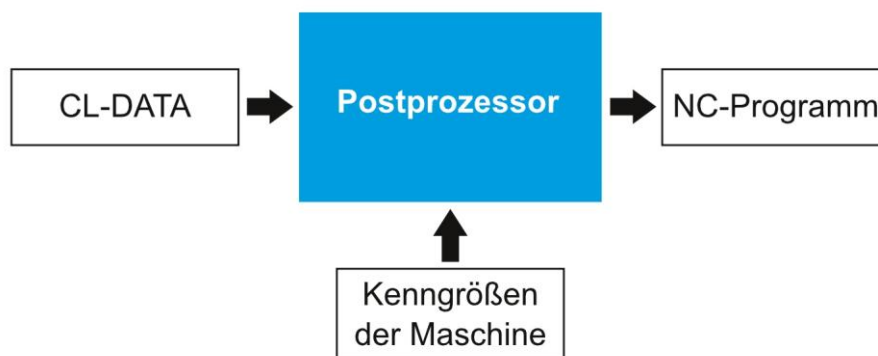 CL-DATA
Postprozessor
NC-Programm
Kenngrößen
der Maschine